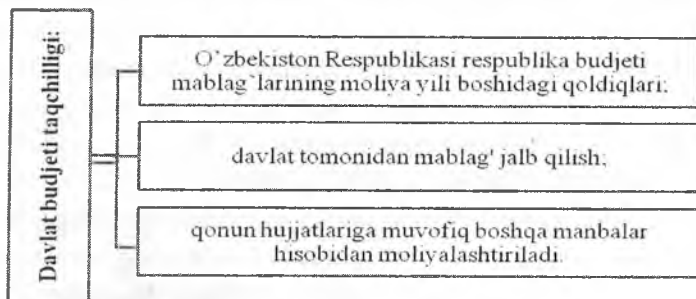 Davlat budjeti taqchilligi:
O`zbekiston Respublikasi respublika budjeti
mablag`larining moliya yili boshidagi qoldiqlari;
davlat tomonidan mablag' jalb qilish;
qonun hujjatlariga muvofiq boshqa manbalar
hisobidan moliyalashtiriladi.